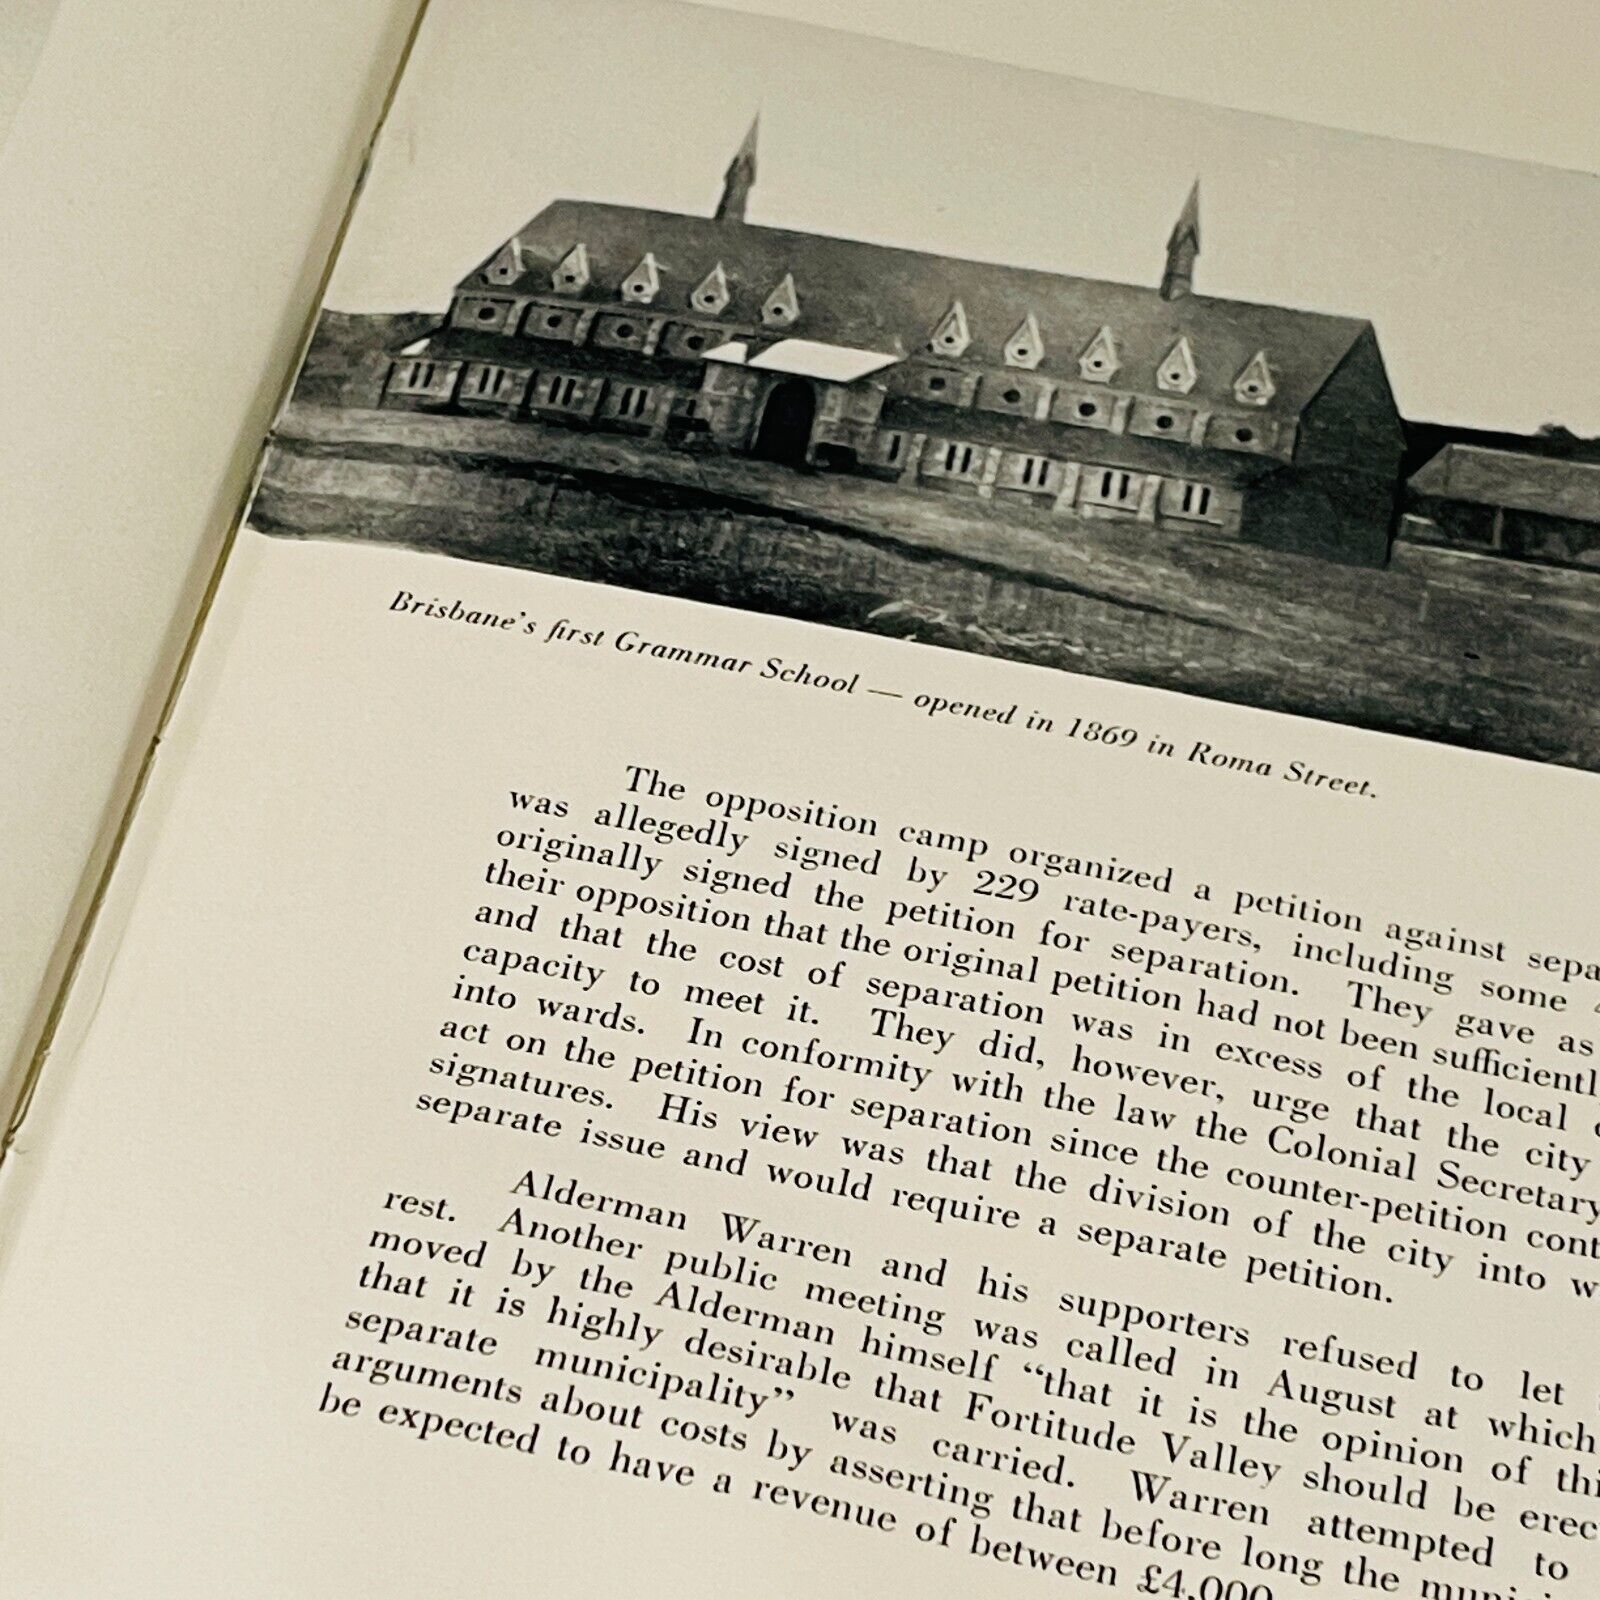 Brisbane's first Grammar School — opened in 1869 in Roma Street.
The opposition camp organized a petition against
was allegedly signed by 229 rate-payers, including some
originally signed the petition for separation. They gave as
their opposition that the original petition had not been
and that the cost of separation was in excess of the local
capacity to meet it. They did, however, urge that the city
into wards. In conformity with the law the Colonial Secretary
act on the petition for separation since the counter-petition
signatures. His view was that the division of the city into
separate issue and would require a separate petition.
Alderman Warren and his supporters refused to let
rest. Another public meeting was called in August at which
moved by the Alderman himself “that it is the opinion of
that it is highly desirable that Fortitude Valley should be
separate municipality” was carried. Warren attempted to
arguments about costs by asserting that before long the
be expected to have a revenue of between £4,000